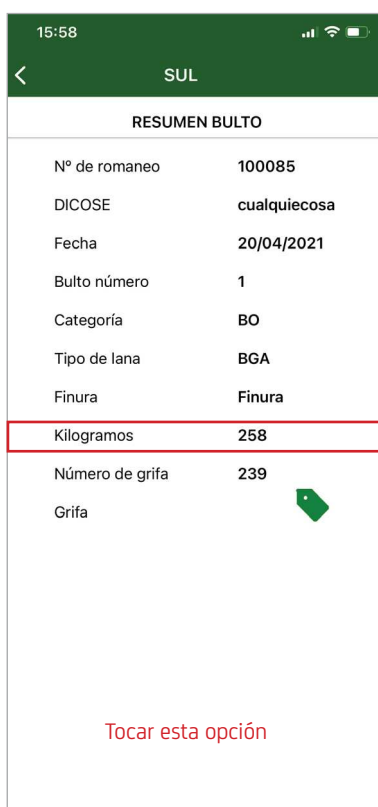 15:58
SUL
RESUMEN BULTO
Nº de romaneo 100085
DICOSE cualquiecosa
Fecha 20/04/2021
Bulto número 1
Categoría BO
Tipo de lana BGA
Finura Finura
Kilogramos 258
Número de grifa 239
Grifa
Tocar esta opción